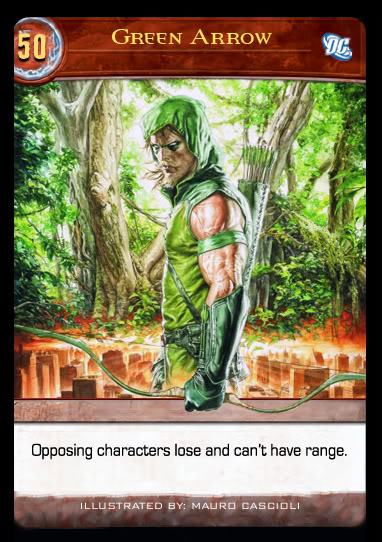 50
Green Arrow
DC
Opposing characters lose and can't have range.
Illustrated by: Mauro Cascioli